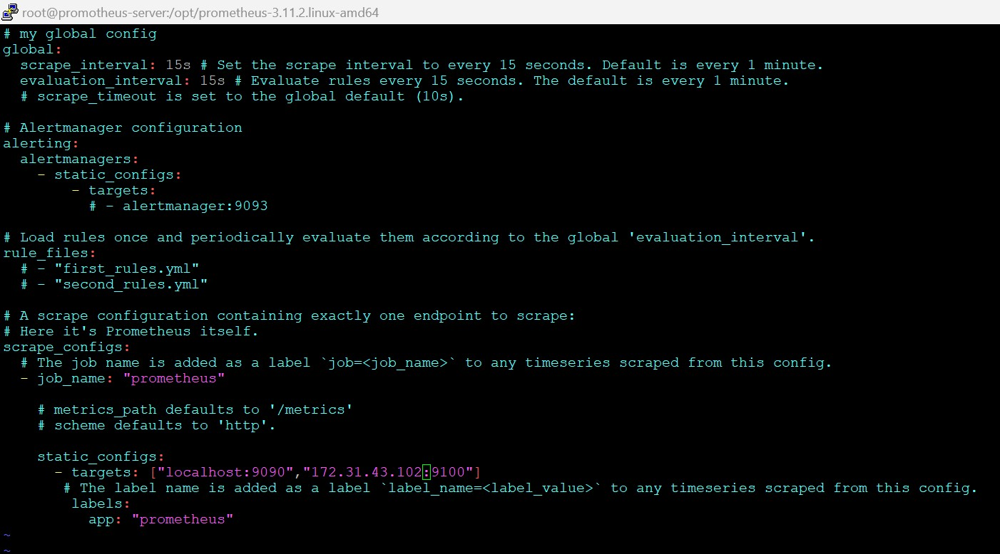 root@promotheus-server:/opt/prometheus-3.11.2.linux-amd64
# my global config
global:
  scrape_interval: 15s # Set the scrape interval to every 15 seconds. Default is every 1 minute.
  evaluation_interval: 15s # Evaluate rules every 15 seconds. The default is every 1 minute.
  # scrape_timeout is set to the global default (10s).

# Alertmanager configuration
alerting:
  alertmanagers:
    - static_configs:
        - targets:
          # - alertmanager:9093

# Load rules once and periodically evaluate them according to the global 'evaluation_interval'.
rule_files:
  # - "first_rules.yml"
  # - "second_rules.yml"

# A scrape configuration containing exactly one endpoint to scrape:
# Here it's Prometheus itself.
scrape_configs:
  # The job name is added as a label `job=<job_name>` to any timeseries scraped from this config.
  - job_name: "prometheus"

    # metrics_path defaults to '/metrics'
    # scheme defaults to 'http'.

    static_configs:
      - targets: ["localhost:9090","172.31.43.102:9100"]
       # The label name is added as a label `label_name=<label_value>` to any timeseries scraped from this config.
        labels:
          app: "prometheus"
~
~